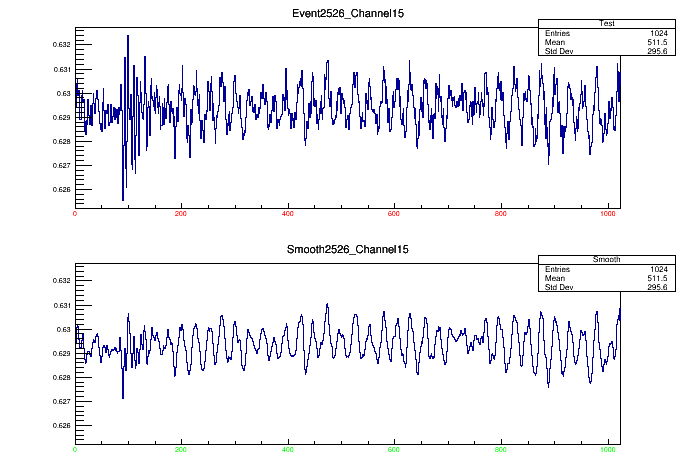 Event2526_Channel15
Test
Entries 1024
Mean 511.5
Std Dev 295.6
0.632
0.631
0.63
0.629
0.628
0.627
0.626
0 200 400 600 800 1000
Smooth2526_Channel15
Smooth
Entries 1024
Mean 511.5
Std Dev 295.6
0.632
0.631
0.63
0.629
0.628
0.627
0.626
0 200 400 600 800 1000